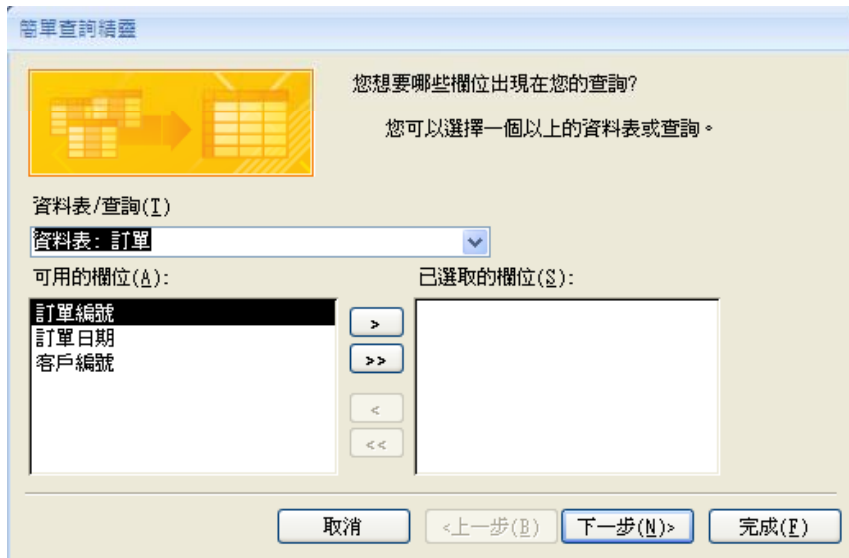 簡單查詢精靈
您想要哪些欄位出現在您的查詢?
您可以選擇一個以上的資料表或查詢。
資料表/查詢(T)
資料表: 訂單
可用的欄位(A):
已選取的欄位(S):
訂單編號
訂單日期
客戶編號
>
>>
<
<<
取消
<上一步(B)
下一步(N)>
完成(F)